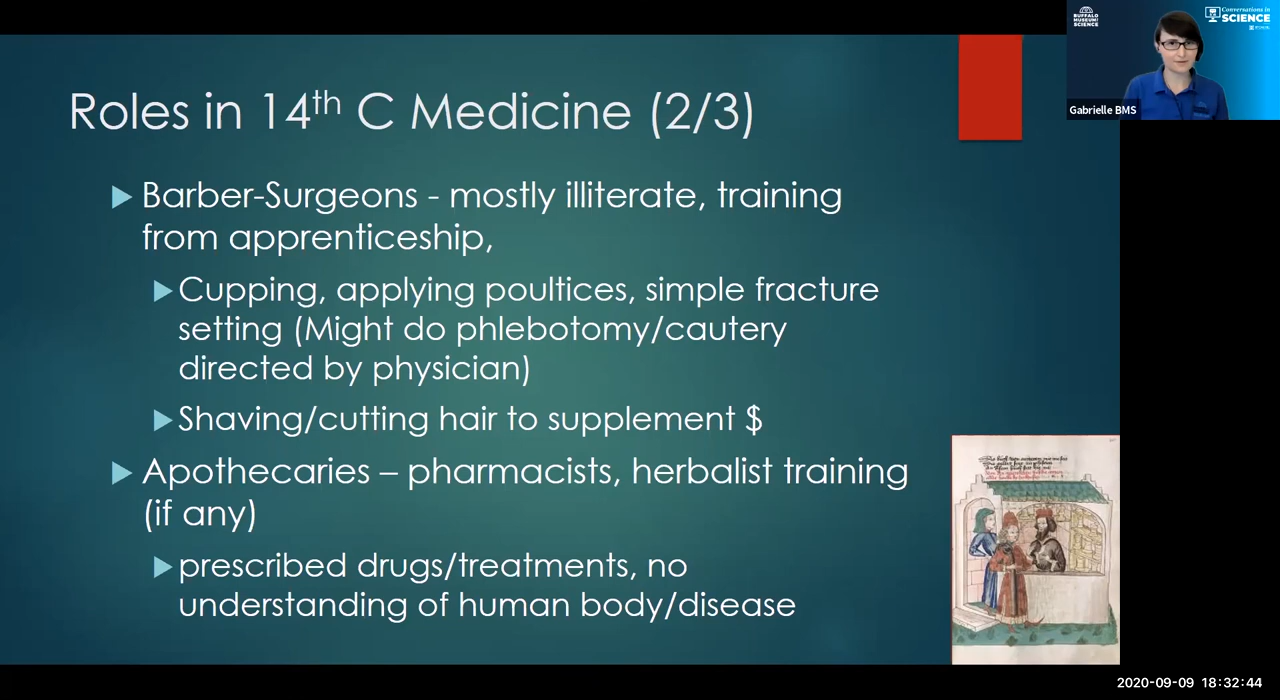 Roles in 14th C Medicine (2/3)
Barber-Surgeons - mostly illiterate, training
from apprenticeship,
Cupping, applying poultices, simple fracture
setting (Might do phlebotomy/cautery
directed by physician)
Shaving/cutting hair to supplement $
Apothecaries – pharmacists, herbalist training
(if any)
prescribed drugs/treatments, no
understanding of human body/disease
BUFFALO
MUSEUM
SCIENCE
Conversations in
SCIENCE
Gabrielle BMS
2020-09-09 18:32:44